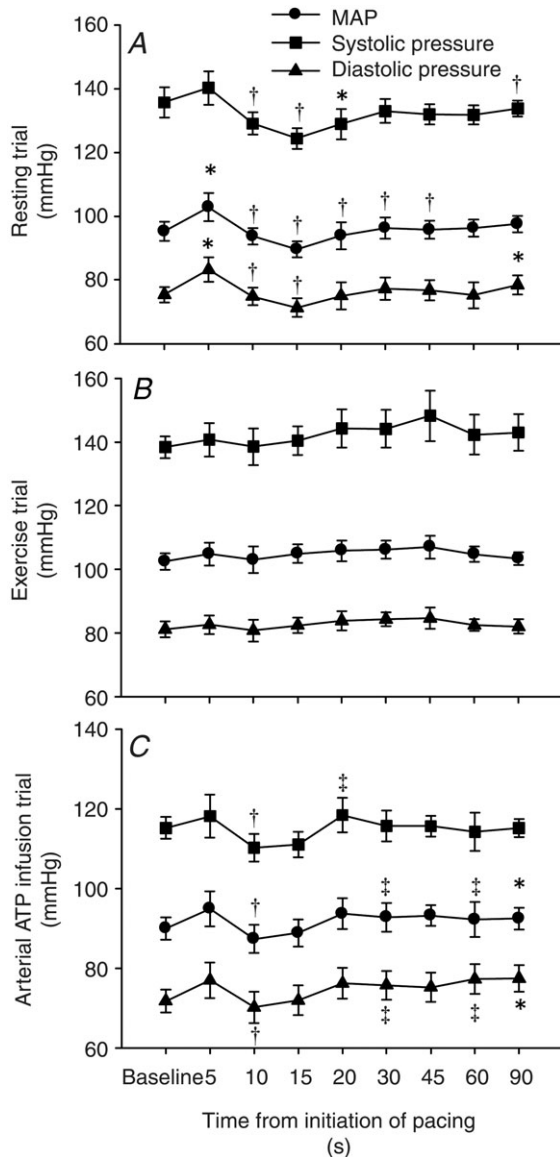 MAP
Systolic pressure
Diastolic pressure
A
160
140
120
100
80
60
Resting trial
(mmHg)
† † * †
* † † † † †
* † † *
B
160
140
120
100
80
60
Exercise trial
(mmHg)
C
140
120
100
80
60
Arterial ATP infusion trial
(mmHg)
† ‡
† ‡ ‡ *
† ‡ ‡ *
Baseline 5 10 15 20 30 45 60 90
Time from initiation of pacing
(s)